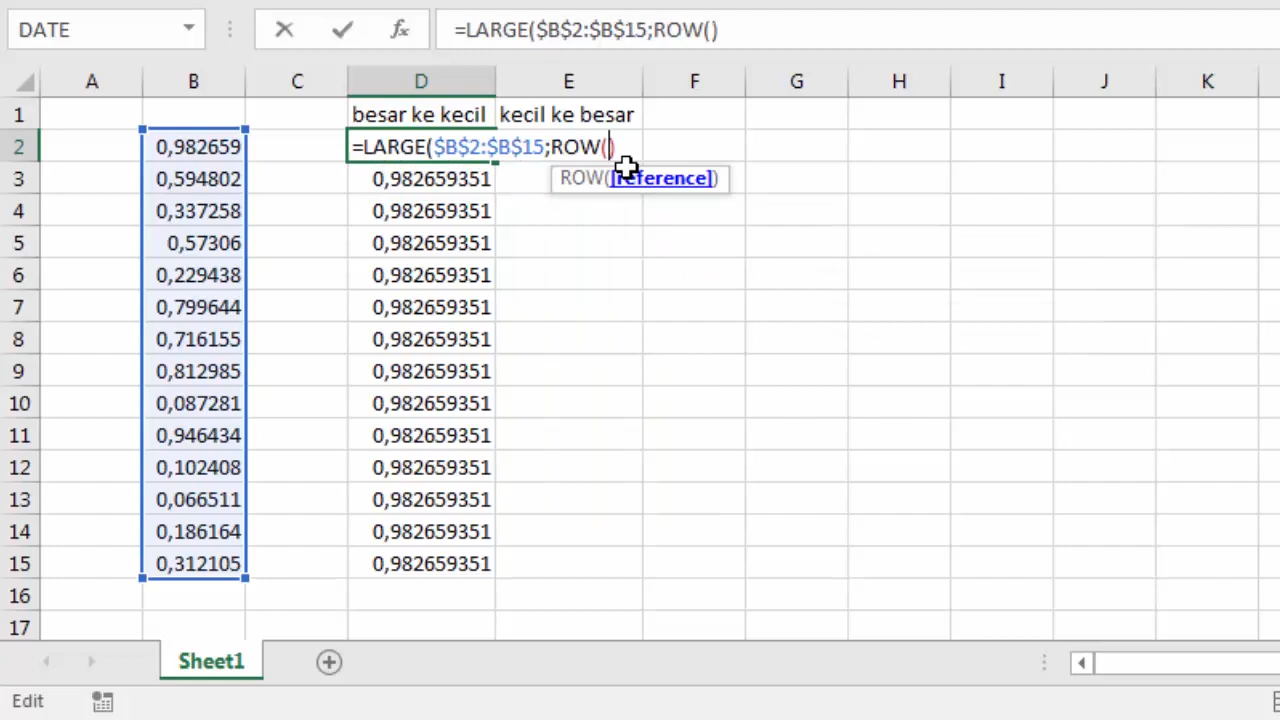 DATE fx =LARGE($B$2:$B$15;ROW()
A B C D E F G H I J K
1 besar ke kecil kecil ke besar
2 0,982659 =LARGE($B$2:$B$15;ROW()
3 0,594802 0,982659351 ROW([reference])
4 0,337258 0,982659351
5 0,57306 0,982659351
6 0,229438 0,982659351
7 0,799644 0,982659351
8 0,716155 0,982659351
9 0,812985 0,982659351
10 0,087281 0,982659351
11 0,946434 0,982659351
12 0,102408 0,982659351
13 0,066511 0,982659351
14 0,186164 0,982659351
15 0,312105 0,982659351
16
17
Sheet1
Edit